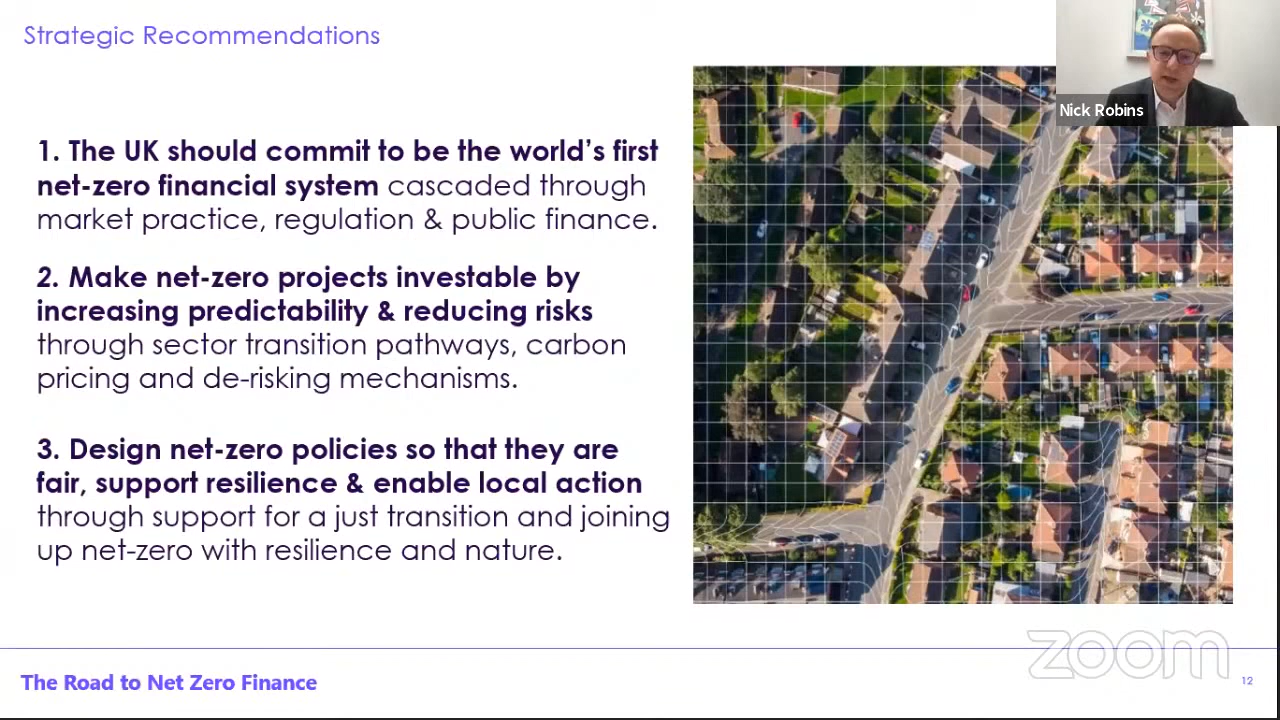 Strategic Recommendations
Nick Robins
1. The UK should commit to be the world’s first
net-zero financial system cascaded through
market practice, regulation & public finance.
2. Make net-zero projects investable by
increasing predictability & reducing risks
through sector transition pathways, carbon
pricing and de-risking mechanisms.
3. Design net-zero policies so that they are
fair, support resilience & enable local action
through support for a just transition and joining
up net-zero with resilience and nature.
zoom
The Road to Net Zero Finance
12